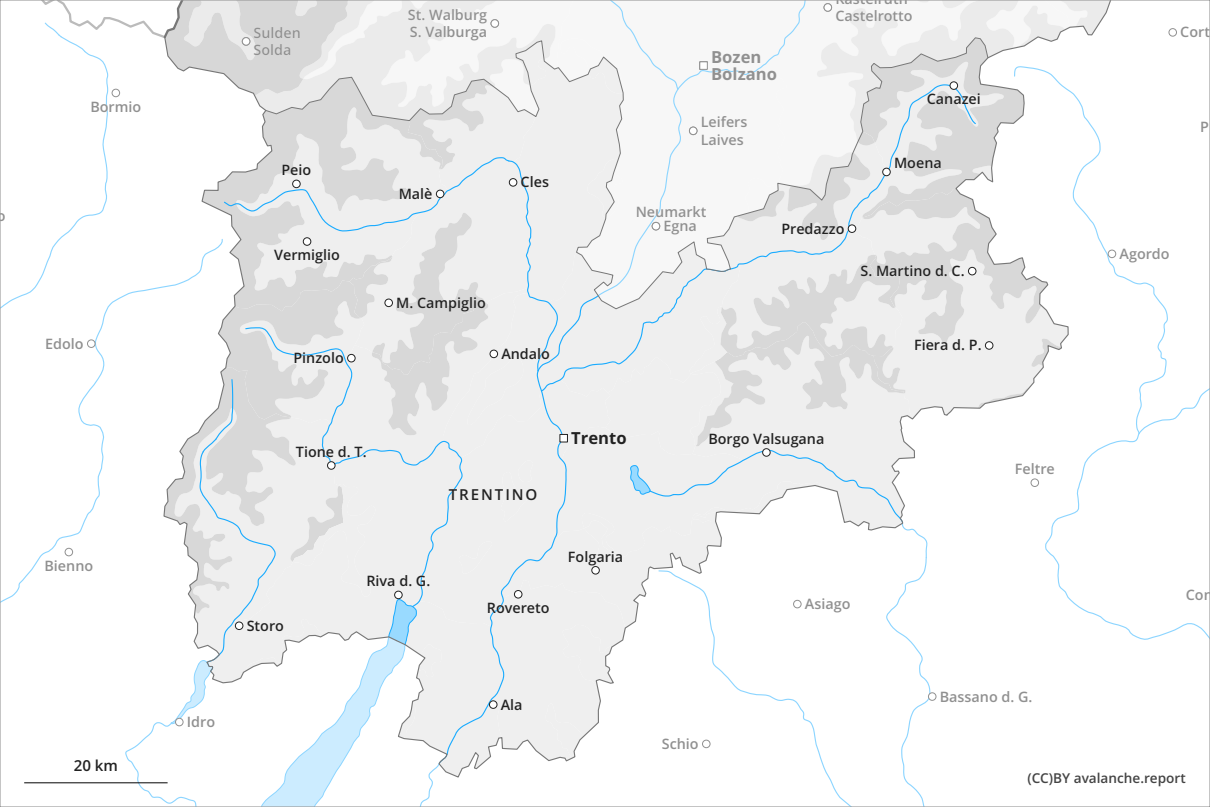 Kastelruth
Castelrotto
St. Walburg
S. Valburga
Sulden
Solda
Cort
Bozen
Bolzano
Bormio
Canazei
Leifers
Laives
P
Moena
Peio
Malè
Cles
Neumarkt
Egna
Predazzo
Vermiglio
Agordo
S. Martino d. C.
M. Campiglio
Edolo
Pinzolo
Andalo
Fiera d. P.
Trento
Borgo Valsugana
Tione d. T.
Feltre
TRENTINO
Bienno
Folgaria
Riva d. G.
Cor
Rovereto
Asiago
Storo
Bassano d. G.
Ala
Idro
Schio
20 km
(CC)BY avalanche.report